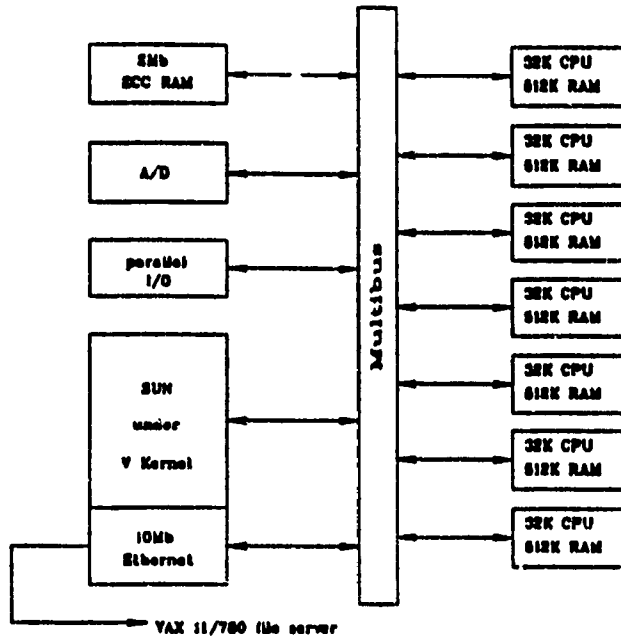 2Mb
ECC RAM
A/D
parallel
I/O
SUN
under
V Kernel
10Mb
Ethernet
VAX 11/780 file server
Multibus
32K CPU
512K RAM
32K CPU
512K RAM
32K CPU
512K RAM
32K CPU
512K RAM
32K CPU
512K RAM
32K CPU
512K RAM
32K CPU
512K RAM